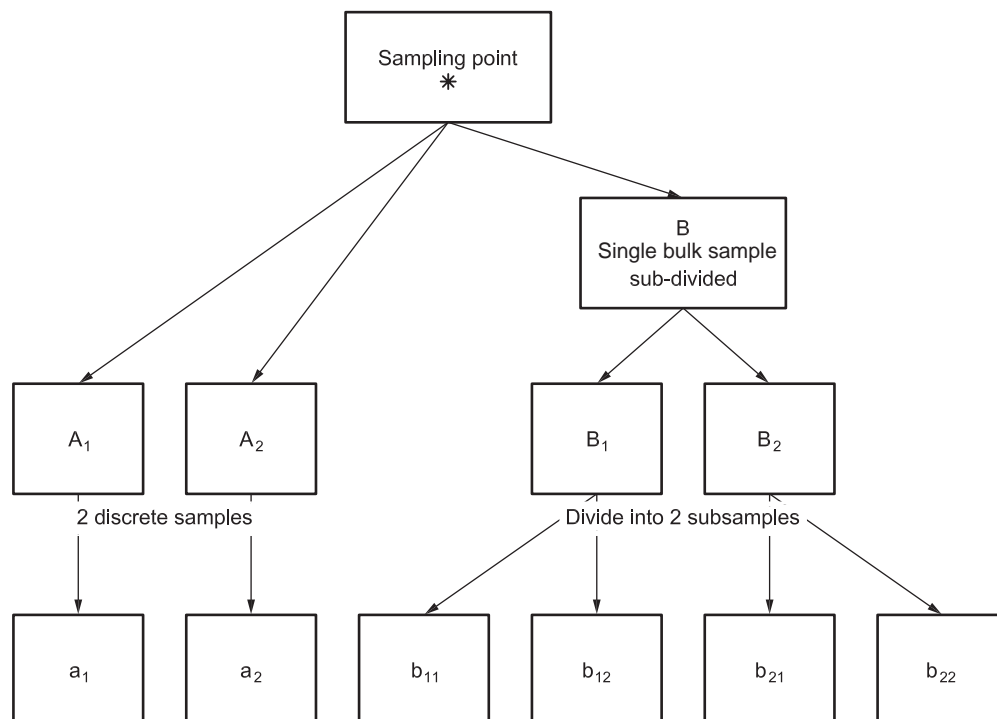 Sampling point
*
B
Single bulk sample
sub-divided
A₁
A₂
B₁
B₂
2 discrete samples
Divide into 2 subsamples
a₁
a₂
b₁₁
b₁₂
b₂₁
b₂₂